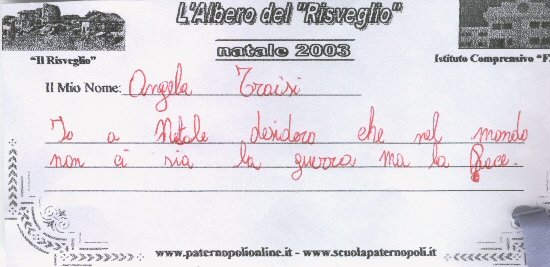 L'Albero del "Risveglio"
natale 2003
"Il Risveglio"
Istituto Comprensivo "F
Il Mio Nome: Angela Troisi
Io a Natale desidero che nel mondo
non ci sia la guerra ma la Pace.
www.paternopolionline.it - www.scuolapaternopoli.it